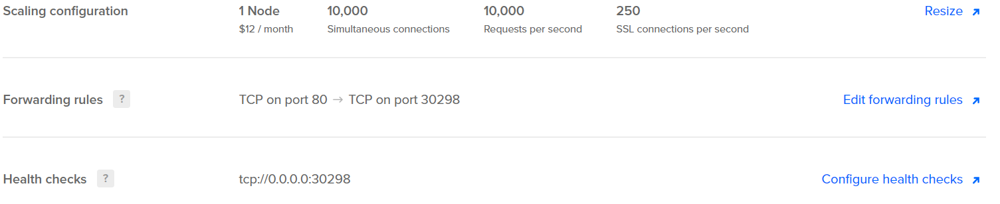 Scaling configuration 1 Node 10,000 10,000 250 Resize
$12 / month Simultaneous connections Requests per second SSL connections per second
Forwarding rules ? TCP on port 80 → TCP on port 30298 Edit forwarding rules
Health checks ? tcp://0.0.0.0:30298 Configure health checks